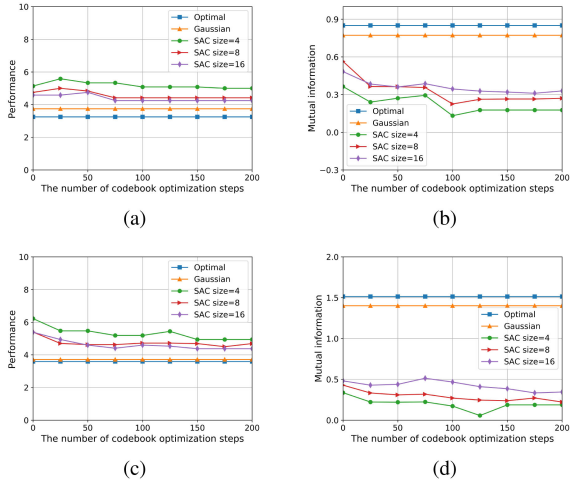 10
8
6
4
2
0
Performance
Optimal
Gaussian
SAC size=4
SAC size=8
SAC size=16
0 50 100 150 200
The number of codebook optimization steps
(a)
0.9
0.6
0.3
0.0
−0.3
Mutual information
Optimal
Gaussian
SAC size=4
SAC size=8
SAC size=16
0 50 100 150 200
The number of codebook optimization steps
(b)
10
8
6
4
2
0
Performance
Optimal
Gaussian
SAC size=4
SAC size=8
SAC size=16
0 50 100 150 200
The number of codebook optimization steps
(c)
2.0
1.5
1.0
0.5
0.0
Mutual information
Optimal
Gaussian
SAC size=4
SAC size=8
SAC size=16
0 50 100 150 200
The number of codebook optimization steps
(d)